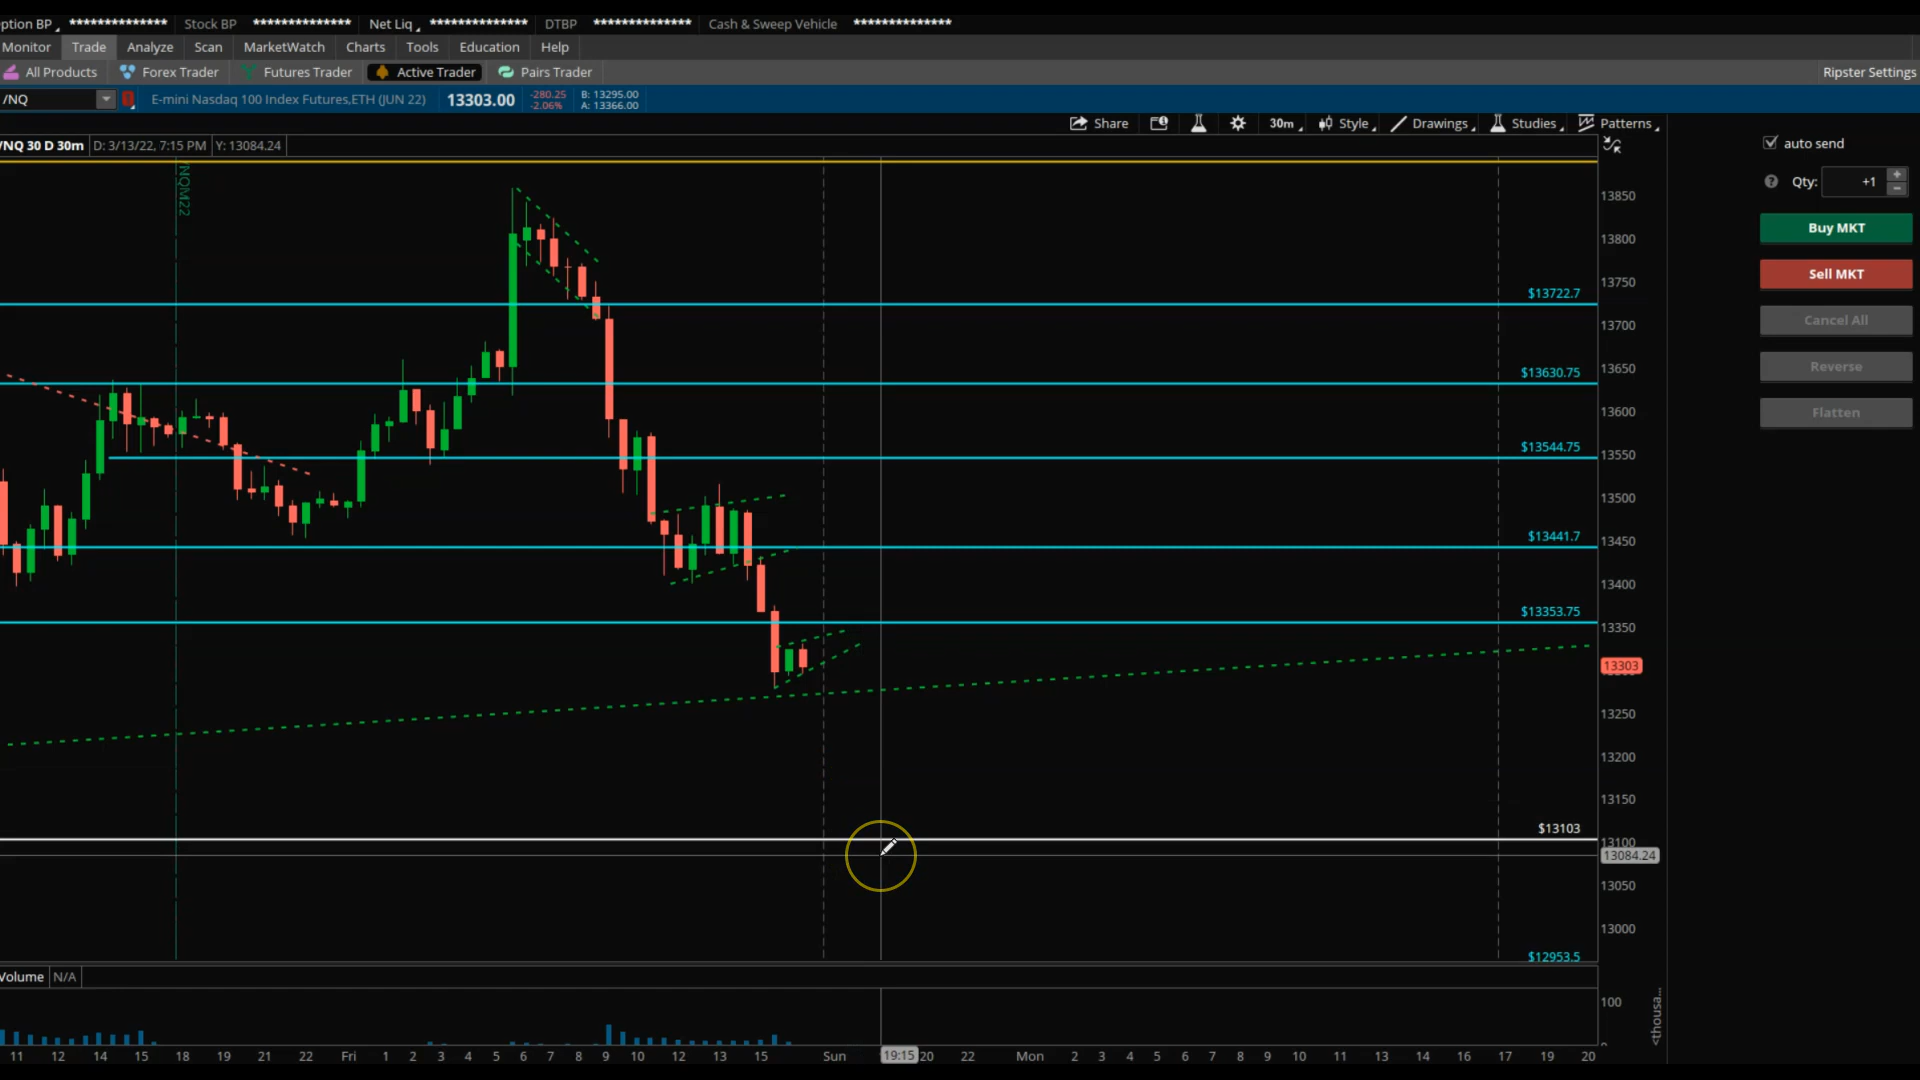 ption BP ************** Stock BP ************** Net Liq ************** DTBP ************** Cash & Sweep Vehicle **************
Monitor Trade Analyze Scan MarketWatch Charts Tools Education Help
All Products Forex Trader Futures Trader Active Trader Pairs Trader Ripster Settings
/NQ E-mini Nasdaq 100 Index Futures,ETH (JUN 22) 13303.00 -280.25 B: 13295.00
-2.06% A: 13366.00
Share 30m Style Drawings Studies Patterns
/NQ 30 D 30m D: 3/13/22, 7:15 PM Y: 13084.24
auto send
Qty: +1
Buy MKT
Sell MKT
Cancel All
Reverse
Flatten
NQM22
13850
13800
13750
$13722.7
13700
13650
$13630.75
13600
$13544.75
13550
13500
$13441.7
13450
13400
$13353.75
13350
13303
13250
13200
13150
$13103
13100
13084.24
13050
13000
$12953.5
Volume N/A
100
<thousa...
11 12 14 15 18 19 21 22 Fri 1 2 3 4 5 6 7 8 9 10 12 13 15 Sun 19:15 20 22 Mon 2 3 4 5 6 7 8 9 10 11 13 14 16 17 19 20